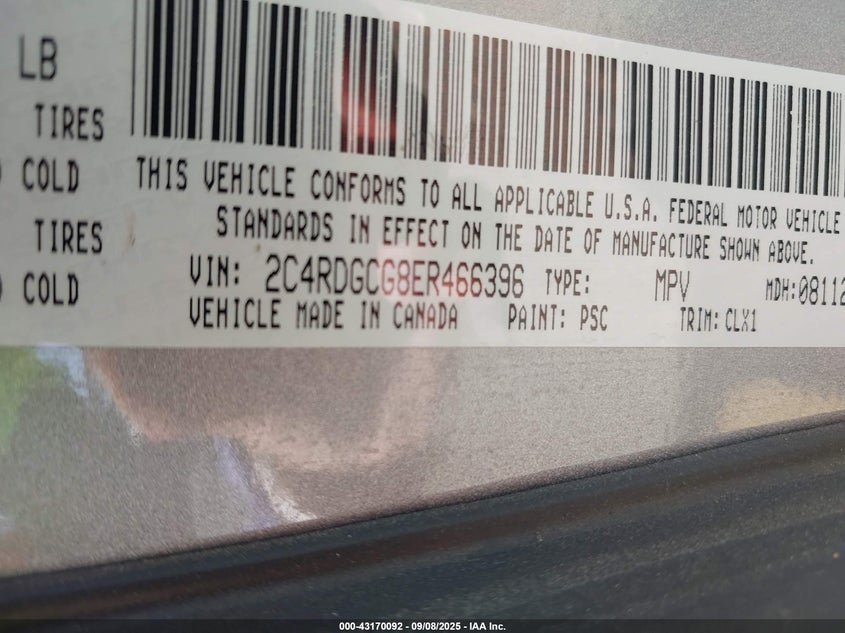 LB
TIRES
COLD
TIRES
COLD
THIS VEHICLE CONFORMS TO ALL APPLICABLE U.S.A. FEDERAL MOTOR VEHICLE
STANDARDS IN EFFECT ON THE DATE OF MANUFACTURE SHOWN ABOVE.
VIN: 2C4RDGCG8ER466396 TYPE: MPV MDH: 08112
VEHICLE MADE IN CANADA PAINT: PSC TRIM: CLX1
000-43170092 - 09/08/2025 - IAA Inc.